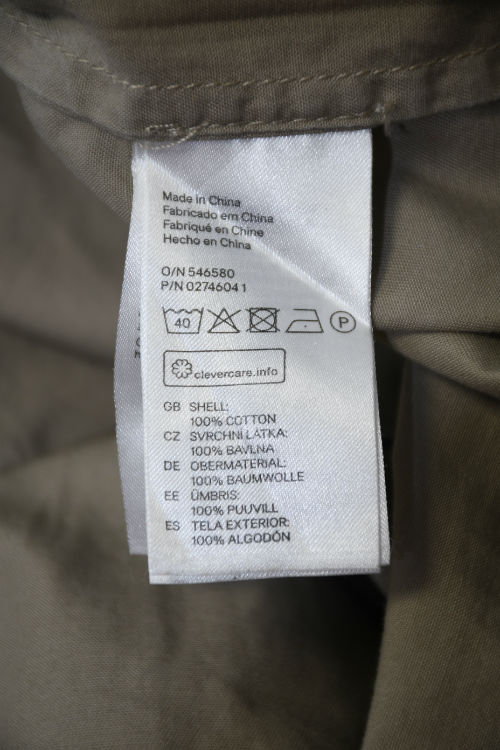 Made in China
Fabricado em China
Fabriqué en Chine
Hecho en China
O/N 546580
P/N 02746041
40
P
clevercare.info
GB SHELL:
100% COTTON
CZ SVRCHNÍ LÁTKA:
100% BAVLNA
DE OBERMATERIAL:
100% BAUMWOLLE
EE ÜMBRIS:
100% PUUVILL
ES TELA EXTERIOR:
100% ALGODÓN